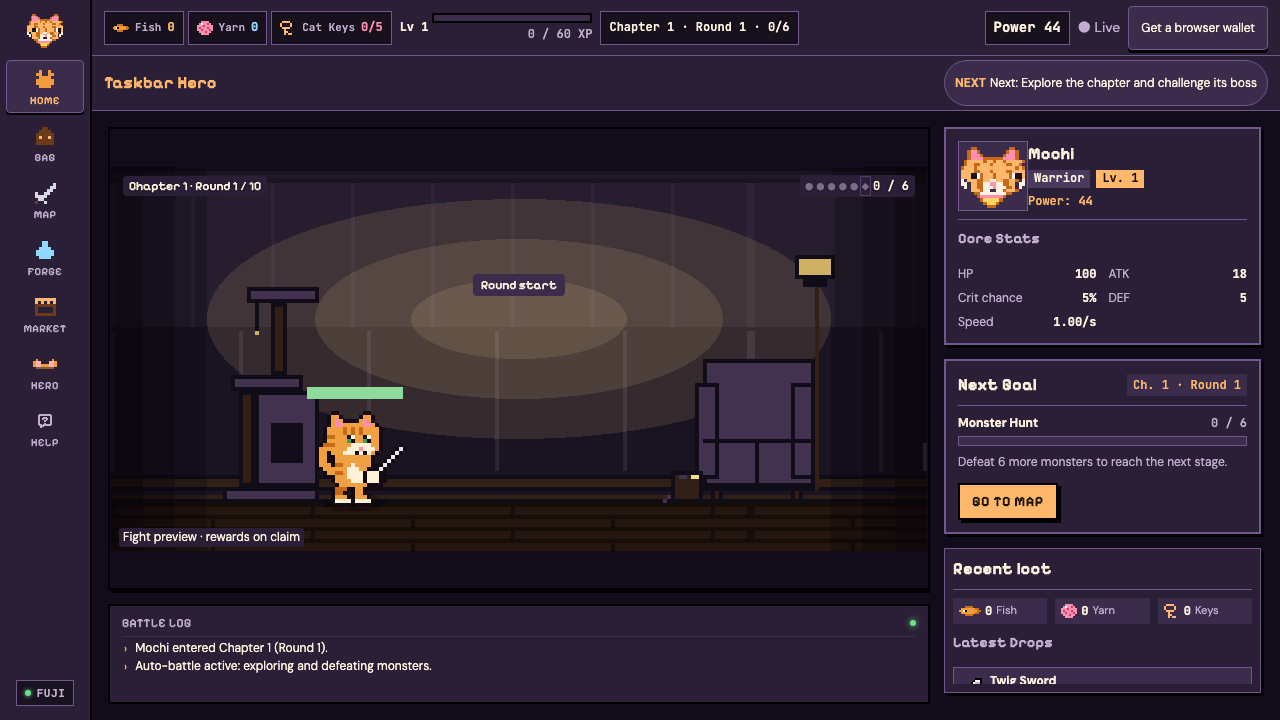 Fish 0
Yarn 0
Cat Keys 0/5
Lv 1
0 / 60 XP
Chapter 1 · Round 1 · 0/6
Power 44
Live
Get a browser wallet
HOME
BAG
MAP
FORGE
MARKET
HERO
HELP
FUJI
Taskbar Hero
NEXT Next: Explore the chapter and challenge its boss
Chapter 1 · Round 1 / 10
0 / 6
Round start
Fight preview · rewards on claim
BATTLE LOG
› Mochi entered Chapter 1 (Round 1).
› Auto-battle active: exploring and defeating monsters.
Mochi
Warrior Lv. 1
Power: 44
Core Stats
HP 100 ATK 18
Crit chance 5% DEF 5
Speed 1.00/s
Next Goal Ch. 1 · Round 1
Monster Hunt 0 / 6
Defeat 6 more monsters to reach the next stage.
GO TO MAP
Recent loot
0 Fish 0 Yarn 0 Keys
Latest Drops
Twig Sword